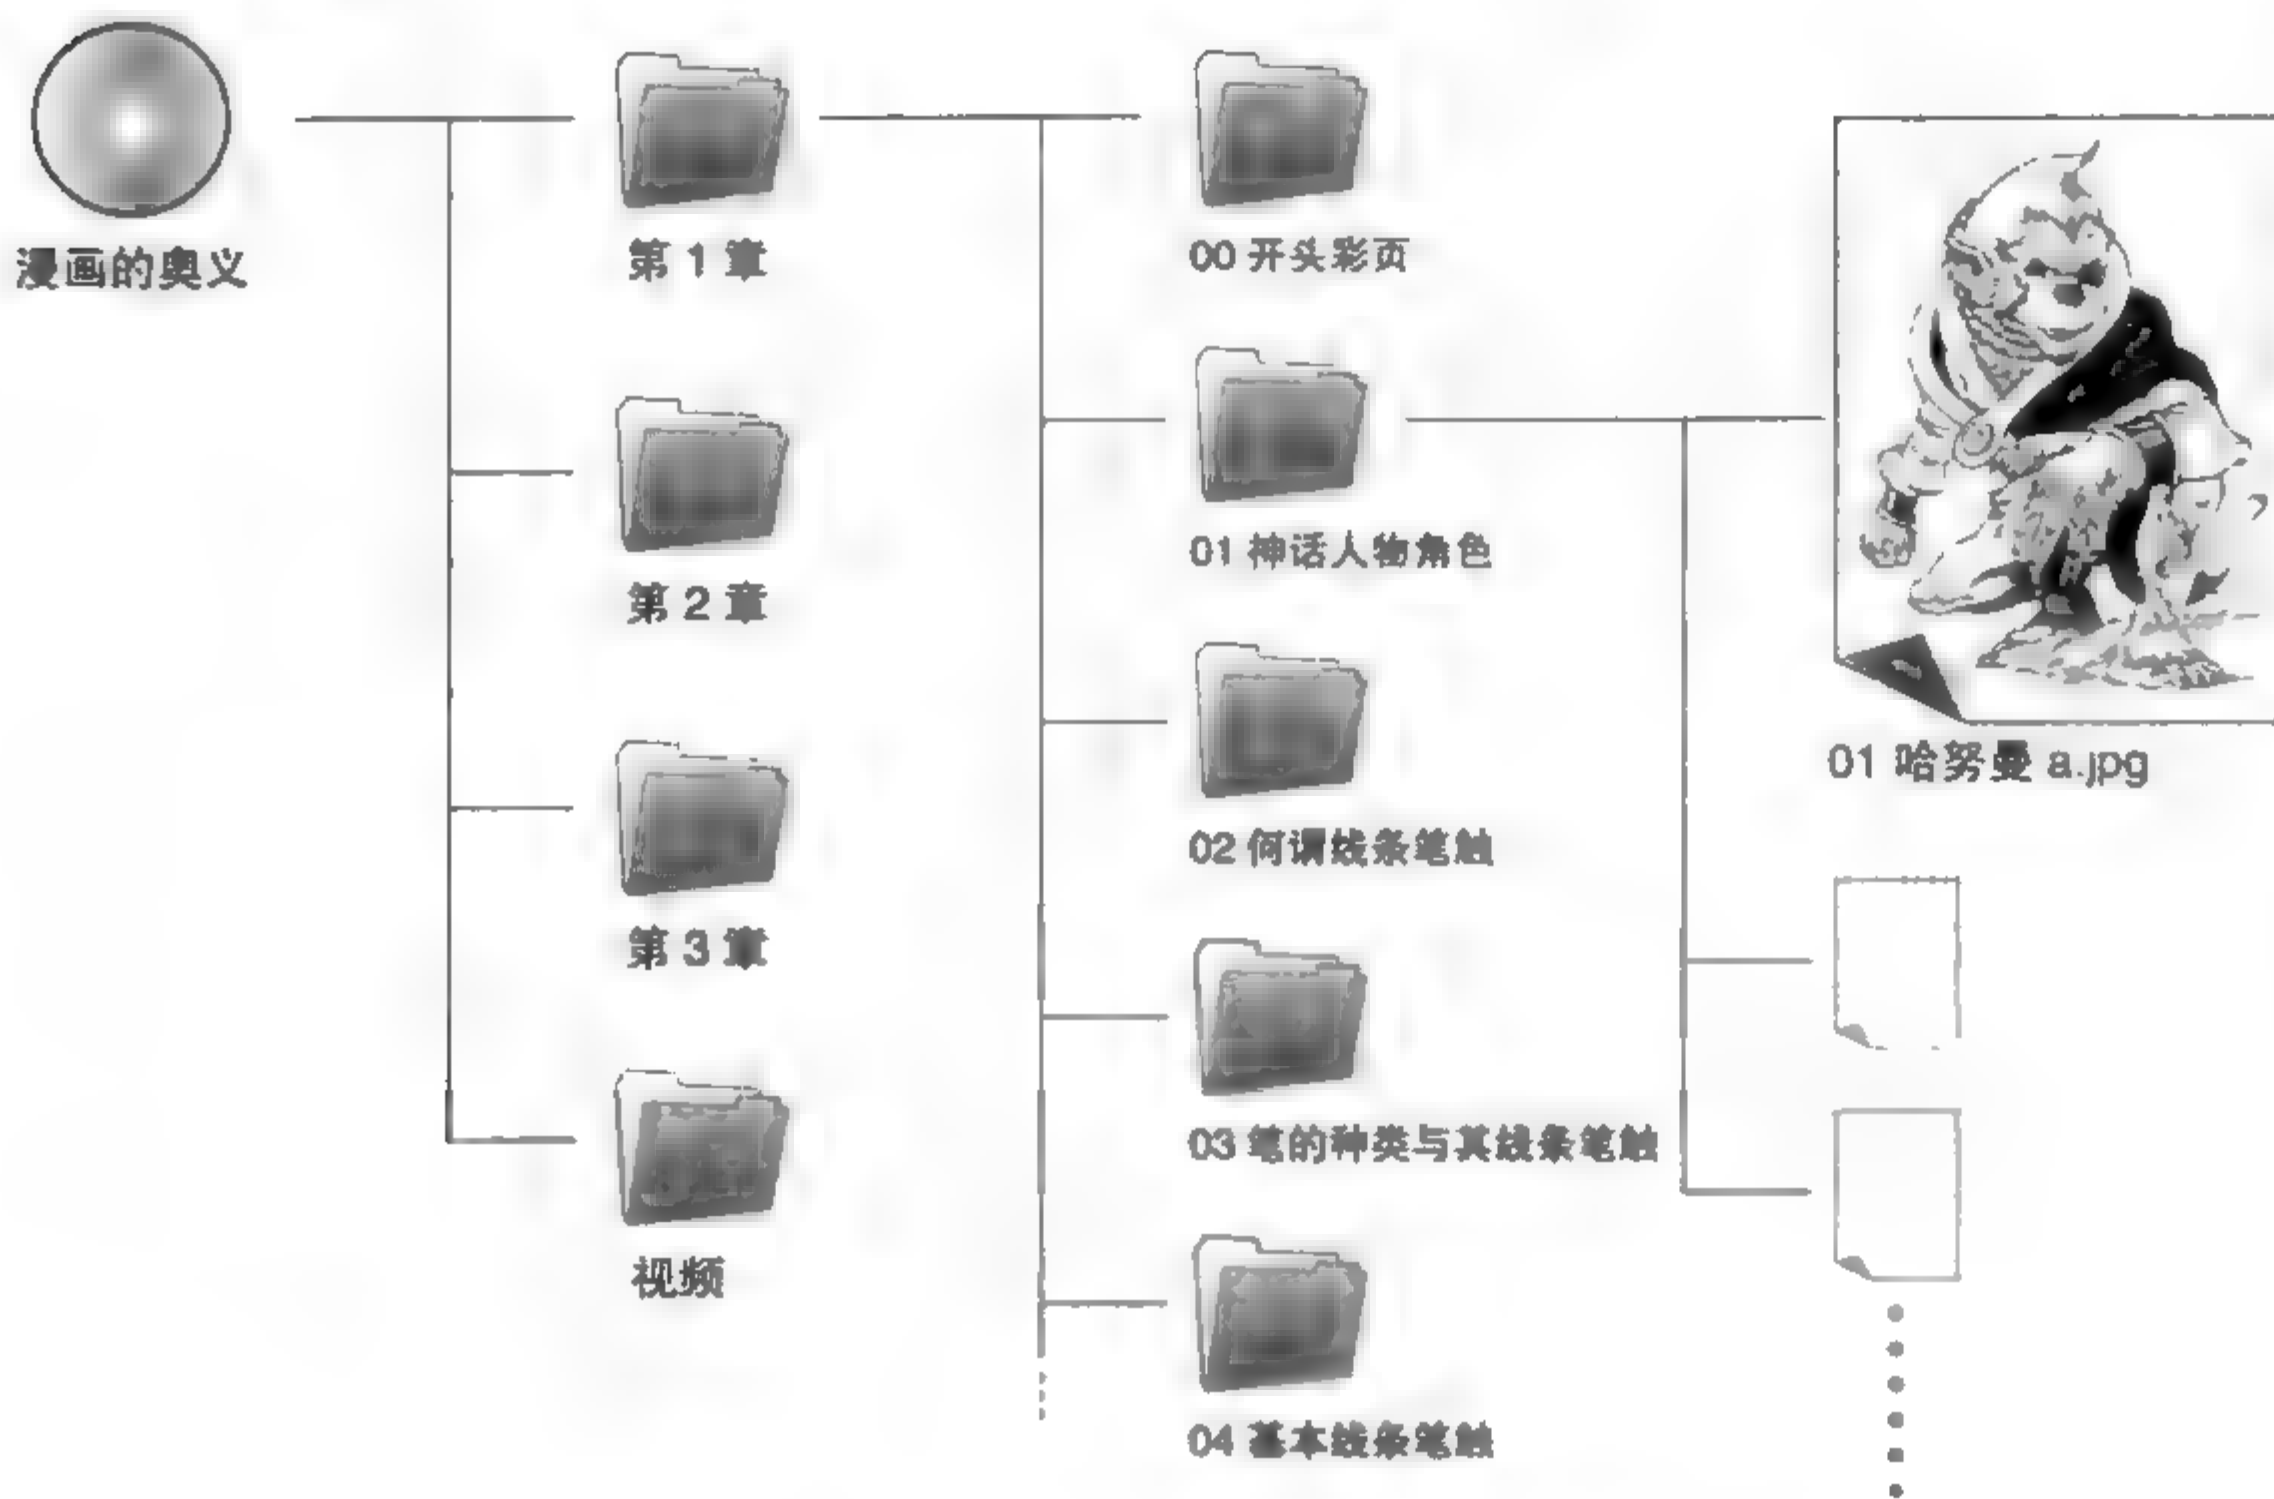 漫画的奥义
第 1 章
第 2 章
第 3 章
视频
00 开头彩页
01 神话人物角色
02 何谓线条笔触
03 笔的种类与其线条笔触
04 基本线条笔触
01 哈努曼 a.jpg